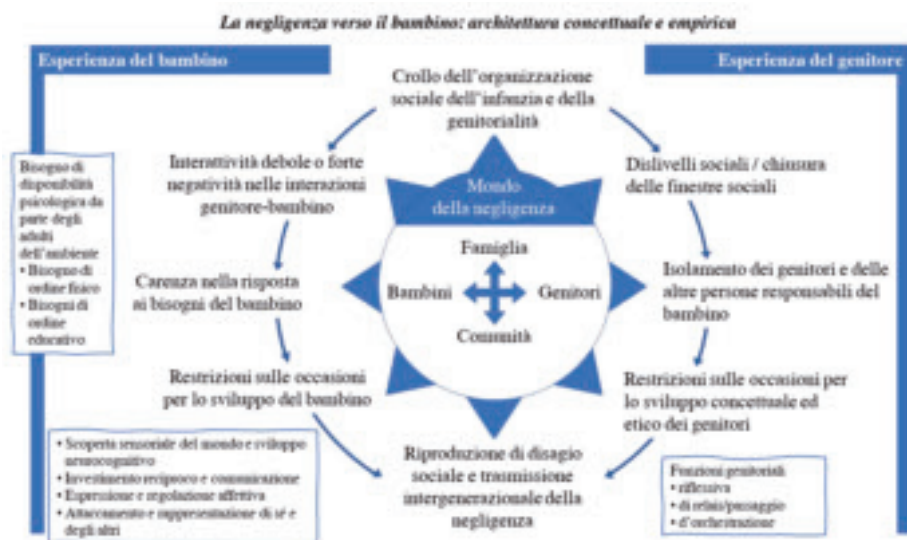 La negligenza verso il bambino: architettura concettuale e empirica
Esperienza del bambino
Esperienza del genitore
Crollo dell'organizzazione
sociale dell'infanzia e della
genitorialità
Interattività debole o forte
negatività nelle interazioni
genitore-bambino
Dislivelli sociali / chiusura
delle finestre sociali
Bisogno di
disponibilità
psicologica da
parte degli
adulti
dell'ambiente
• Bisogno di
ordine fisico
• Bisogni di
ordine
educativo
Mondo
della negligenza
Famiglia
Bambini
Genitori
Comunità
Carenza nella risposta
ai bisogni del bambino
Isolamento dei genitori e delle
altre persone responsabili del
bambino
Restrizioni sulle occasioni
per lo sviluppo del bambino
Restrizioni sulle occasioni per
lo sviluppo concettuale ed
etico dei genitori
• Scoperta sensoriale del mondo e sviluppo
neurocognitivo
• Investimento reciproco e comunicazione
• Espressione e regolazione affettiva
• Attaccamento e rappresentazione di sé e
degli altri
Riproduzione di disagio
sociale e trasmissione
intergenerazionale della
negligenza
Funzioni genitoriali
• riflessiva
• di relais/passaggio
• d'orchestrazione